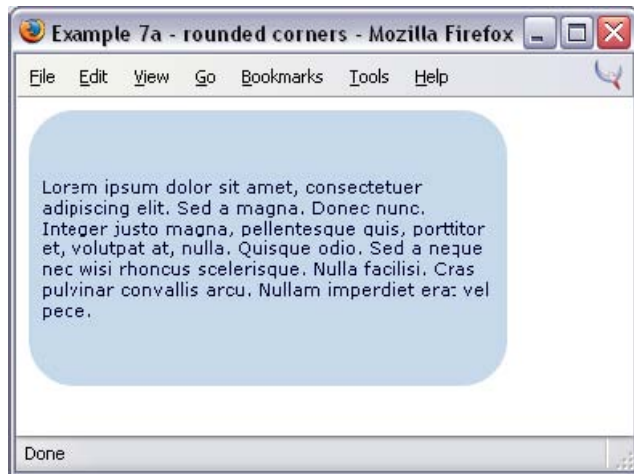 Example 7a - rounded corners - Mozilla Firefox
File Edit View Go Bookmarks Tools Help
Lorem ipsum dolor sit amet, consectetuer
adipiscing elit. Sed a magna. Donec nunc.
Integer justo magna, pellentesque quis, porttitor
et, volutpat at, nulla. Quisque odio. Sed a neque
nec wisi rhoncus scelerisque. Nulla facilisi. Cras
pulvinar convallis arcu. Nullam imperdiet erat vel
pece.
Done